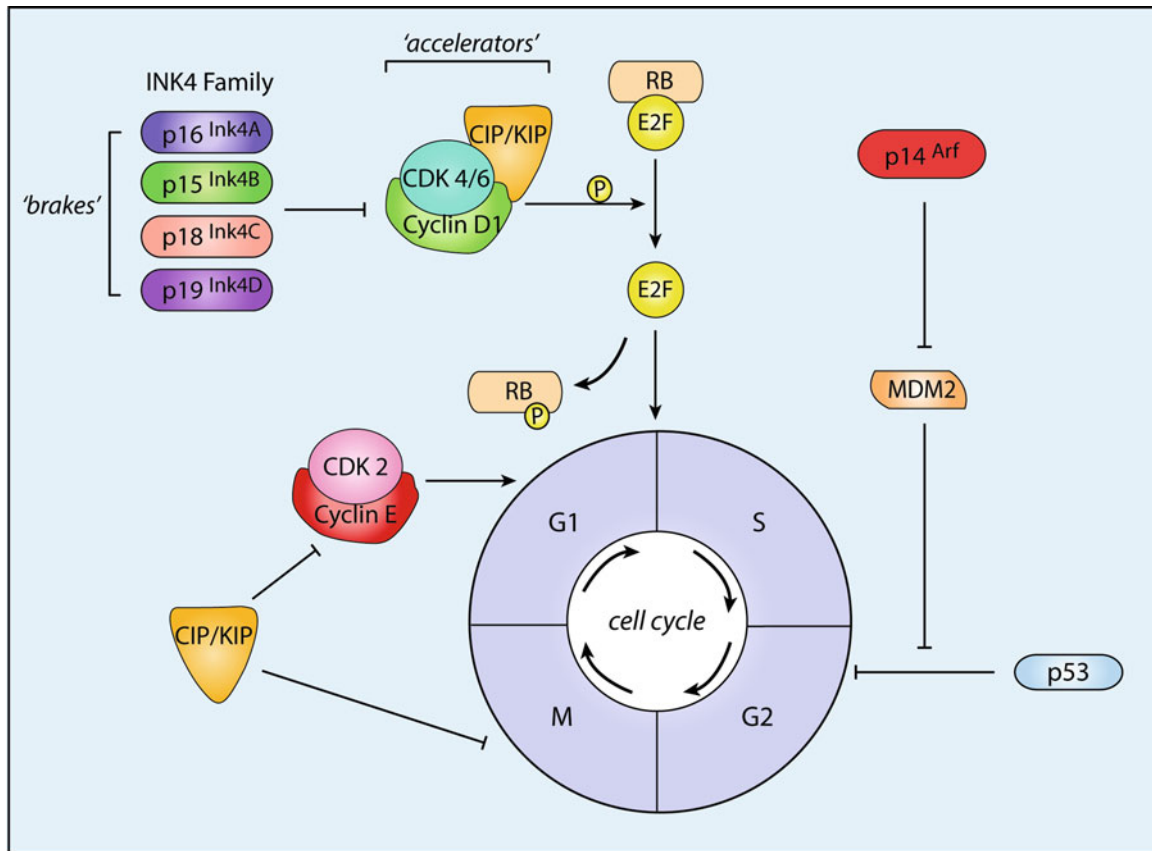 'accelerators'
INK4 Family
'brakes'
p16 Ink4A
p15 Ink4B
p18 Ink4C
p19 Ink4D
CIP/KIP
CDK 4/6
Cyclin D1
P
RB
E2F
p14 Arf
E2F
RB
P
MDM2
CDK 2
Cyclin E
CIP/KIP
G1
S
cell cycle
M
G2
p53